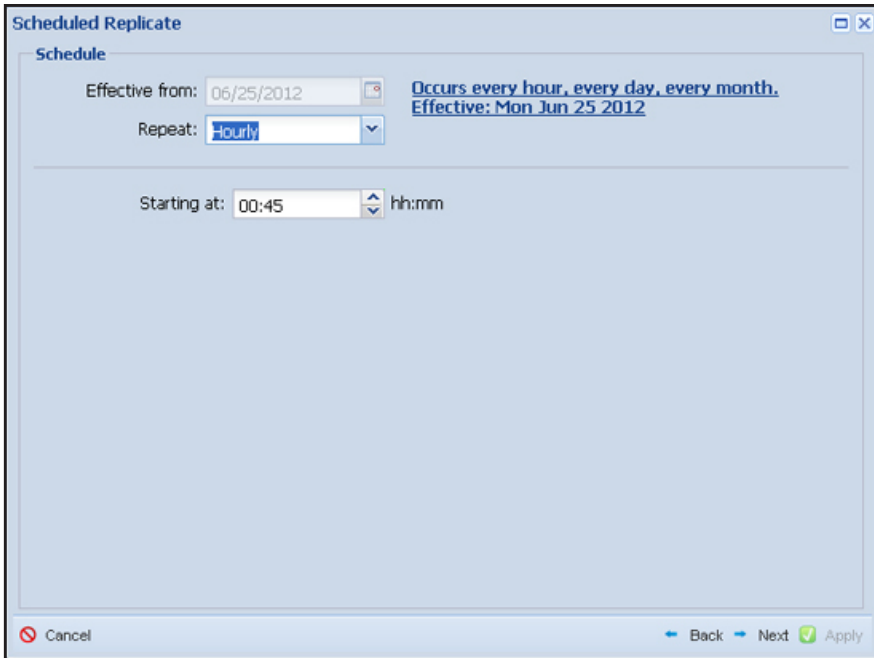 Scheduled Replicate
Schedule
Effective from: 06/25/2012
Occurs every hour, every day, every month.
Effective: Mon Jun 25 2012
Repeat: Hourly
Starting at: 00:45 hh:mm
Cancel Back Next Apply